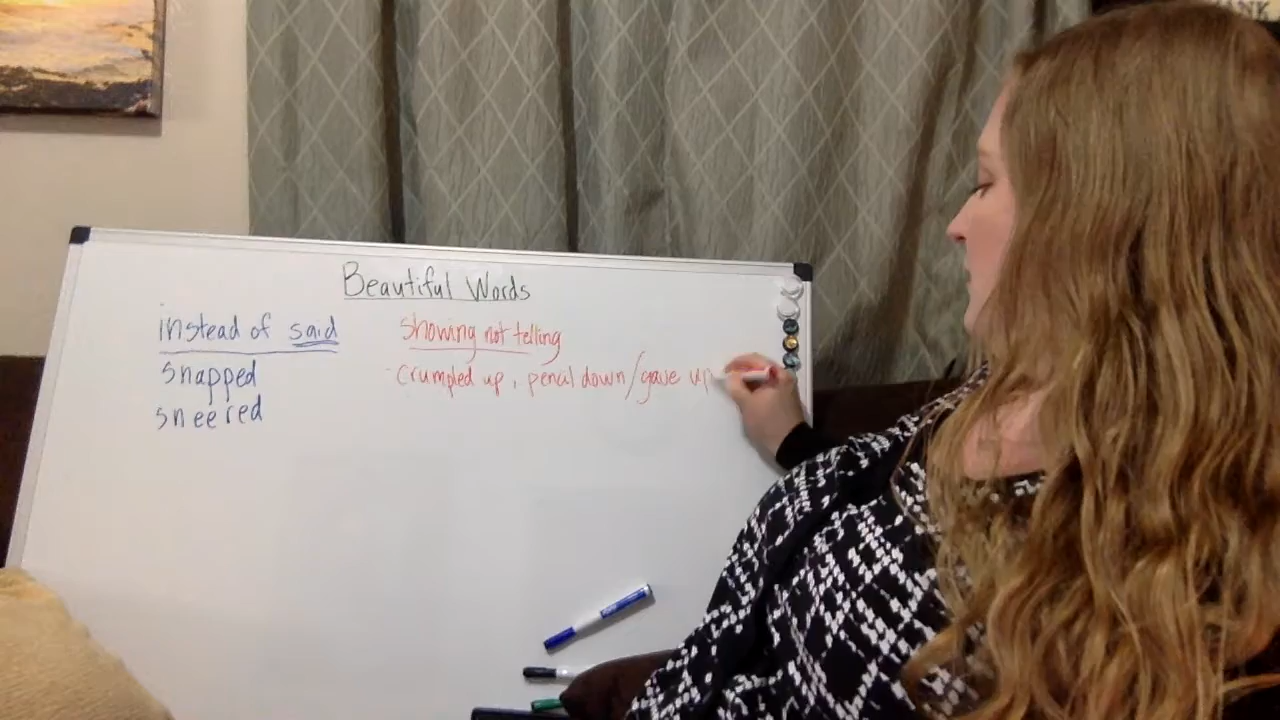 Beautiful Words
instead of said
snapped
sneered
showing not telling
crumpled up, pencil down/gave up